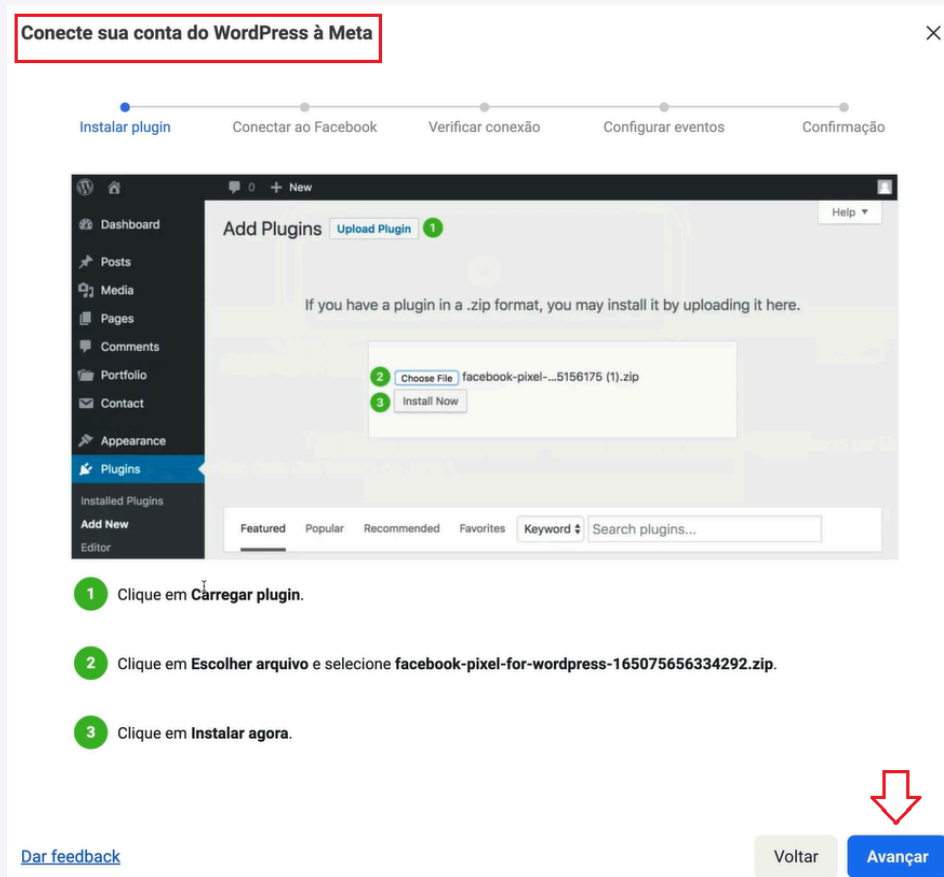 Conecte sua conta do WordPress à Meta
Instalar plugin
Conectar ao Facebook
Verificar conexão
Configurar eventos
Confirmação
0
New
Help
Dashboard
Posts
Media
Pages
Comments
Portfolio
Contact
Appearance
Plugins
Installed Plugins
Add New
Editor
Add Plugins
Upload Plugin
1
If you have a plugin in a .zip format, you may install it by uploading it here.
2
Choose File
facebook-pixel-...5156175 (1).zip
3
Install Now
Featured
Popular
Recommended
Favorites
Keyword
Search plugins...
1
Clique em Carregar plugin.
2
Clique em Escolher arquivo e selecione facebook-pixel-for-wordpress-165075656334292.zip.
3
Clique em Instalar agora.
Dar feedback
Voltar
Avançar